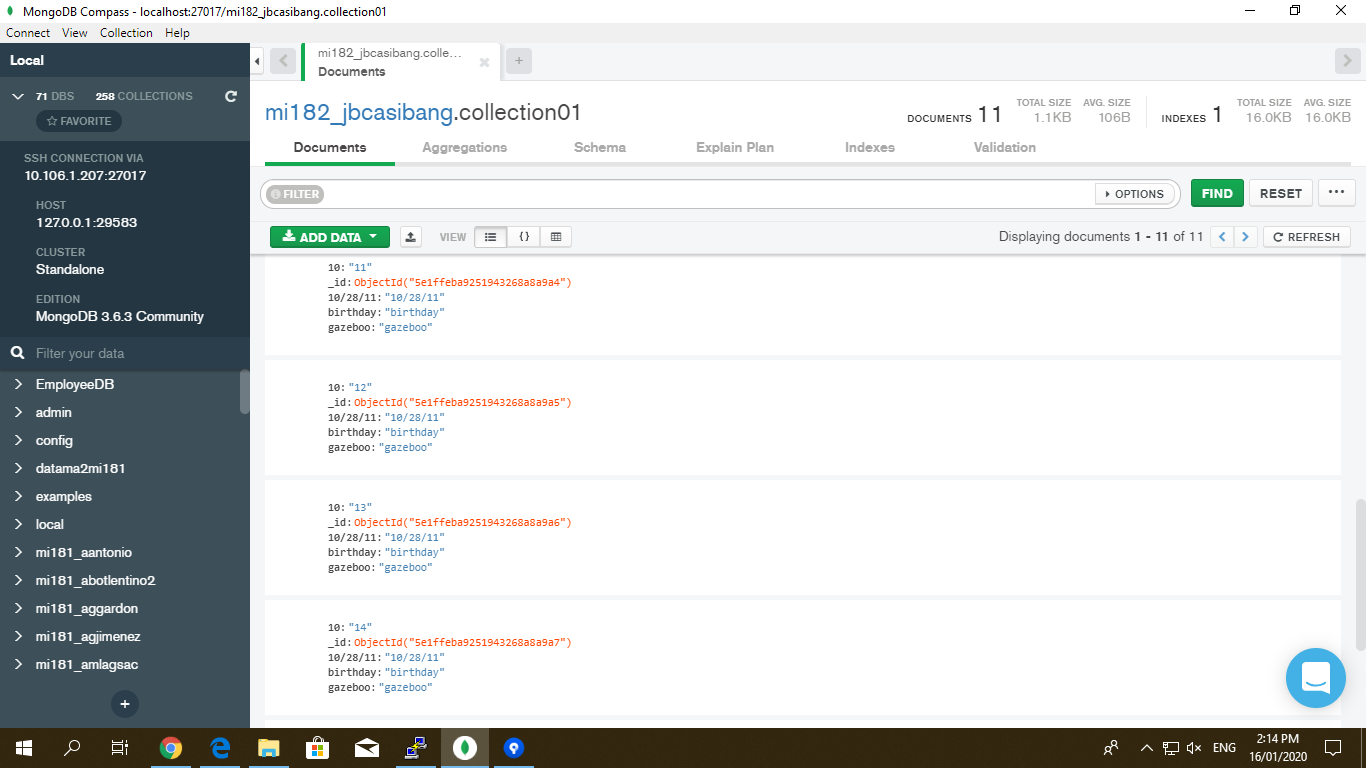 MongoDB Compass - localhost:27017/mi182_jbcasibang.collection01
Connect View Collection Help
Local
71 DBS 258 COLLECTIONS
FAVORITE
SSH CONNECTION VIA
10.106.1.207:27017
HOST
127.0.0.1:29583
CLUSTER
Standalone
EDITION
MongoDB 3.6.3 Community
Filter your data
EmployeeDB
admin
config
datama2mi181
examples
local
mi181_aantonio
mi181_abotlentino2
mi181_aggardon
mi181_agjimenez
mi181_amlagsac
+
mi182_jbcasibang.colle...
Documents
+
mi182_jbcasibang.collection01
DOCUMENTS 11
TOTAL SIZE
1.1KB
AVG. SIZE
106B
INDEXES 1
TOTAL SIZE
16.0KB
AVG. SIZE
16.0KB
Documents Aggregations Schema Explain Plan Indexes Validation
FILTER
OPTIONS
FIND
RESET
...
ADD DATA
VIEW
{}
Displaying documents 1 - 11 of 11
REFRESH
10: "11"
_id: ObjectId("5e1ffeba9251943268a8a9a4")
10/28/11: "10/28/11"
birthday: "birthday"
gazeboo: "gazeboo"
10: "12"
_id: ObjectId("5e1ffeba9251943268a8a9a5")
10/28/11: "10/28/11"
birthday: "birthday"
gazeboo: "gazeboo"
10: "13"
_id: ObjectId("5e1ffeba9251943268a8a9a6")
10/28/11: "10/28/11"
birthday: "birthday"
gazeboo: "gazeboo"
10: "14"
_id: ObjectId("5e1ffeba9251943268a8a9a7")
10/28/11: "10/28/11"
birthday: "birthday"
gazeboo: "gazeboo"
ENG
2:14 PM
16/01/2020